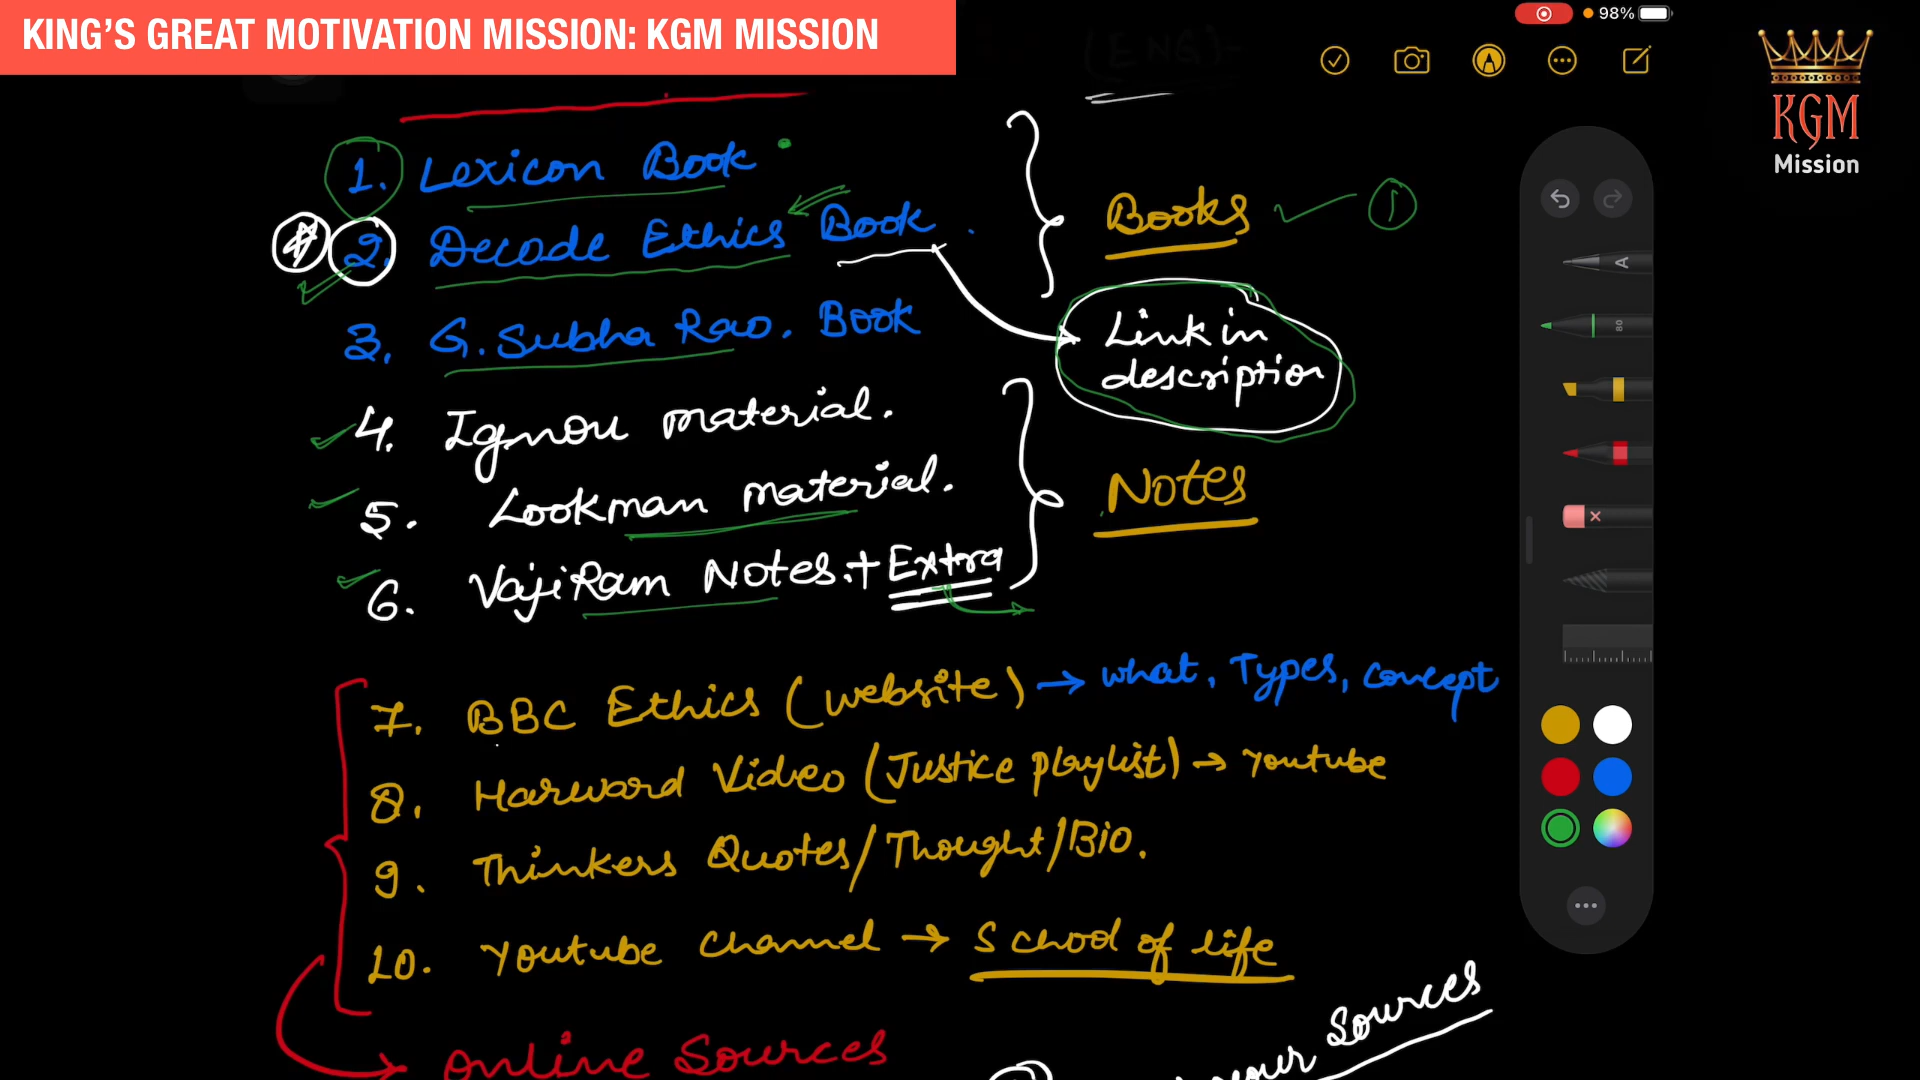 KING'S GREAT MOTIVATION MISSION: KGM MISSION
98%
(ENG)-
KGM
Mission
1. Lexicon Book
2. Decode Ethics Book.
3. G. Subha Rao. Book
Books ✓ 1
Link in
description
4. Ignou material.
5. Lookman material.
6. VajiRam Notes.+ Extra
Notes
7. BBC Ethics (website) → what, Types, concept
8. Harward Video (Justice playlist) → Youtube
9. Thinkers Quotes/Thought/Bio.
10. Youtube Channel → School of life
Online Sources
Sources
A
80